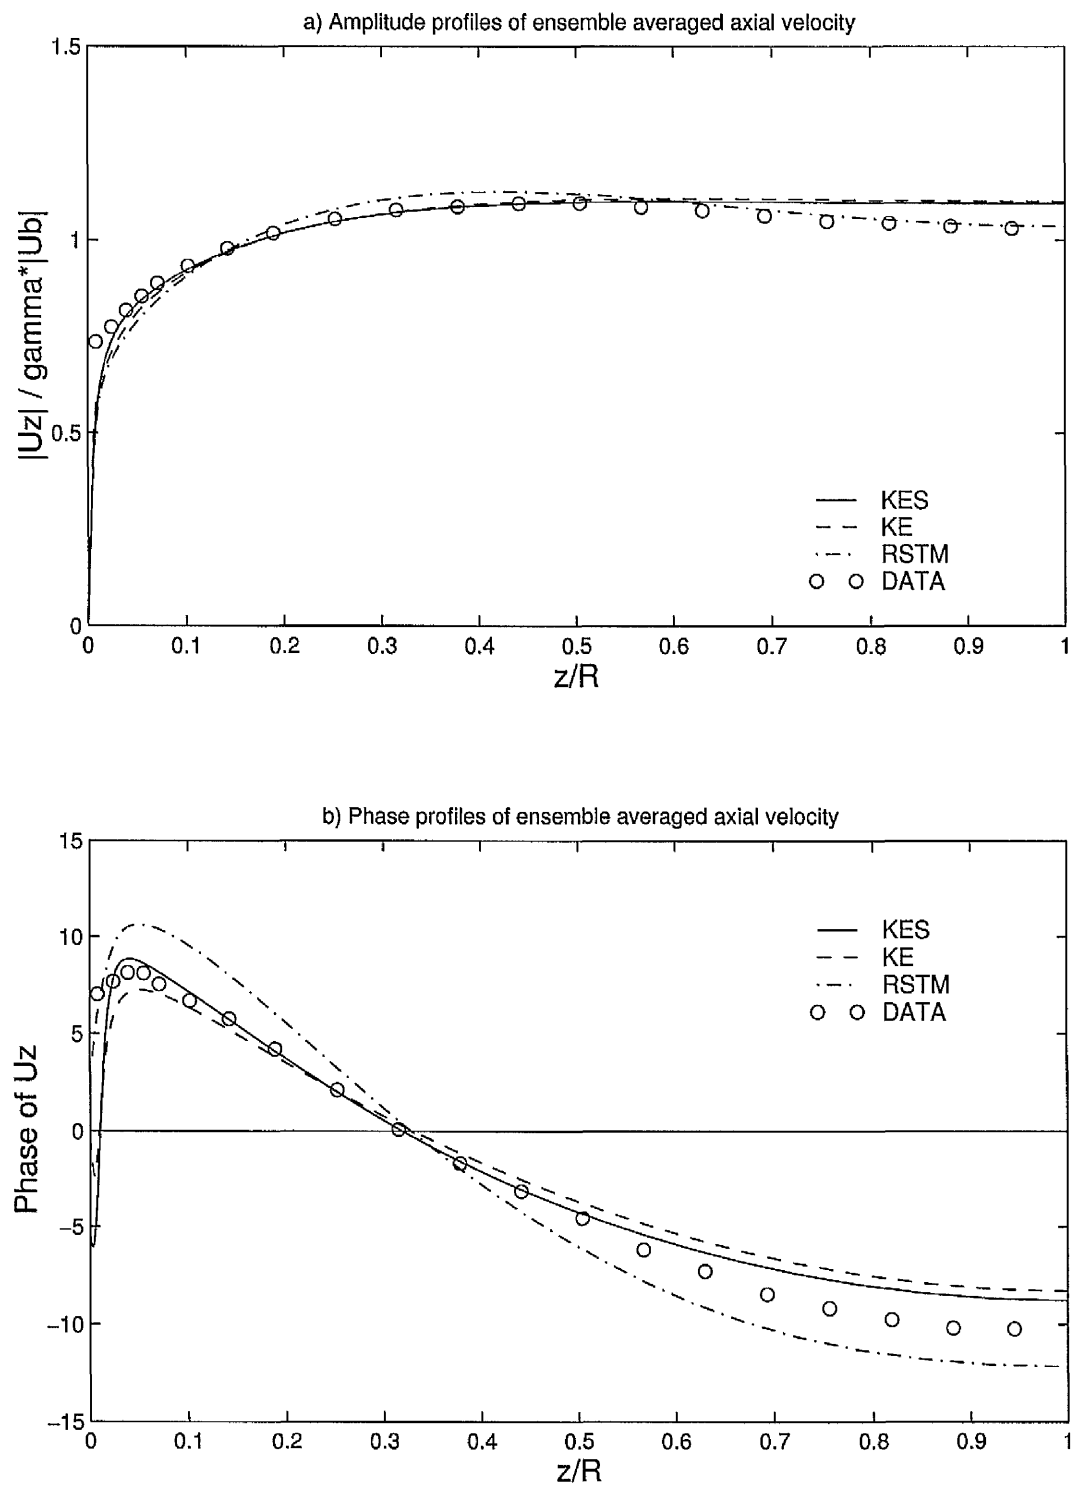 a) Amplitude profiles of ensemble averaged axial velocity
1.5
1
0.5
0
|Uz| / gamma*|Ub|
KES
KE
RSTM
DATA
0 0.1 0.2 0.3 0.4 0.5 0.6 0.7 0.8 0.9 1
z/R
b) Phase profiles of ensemble averaged axial velocity
15
10
5
0
−5
−10
−15
Phase of Uz
KES
KE
RSTM
DATA
0 0.1 0.2 0.3 0.4 0.5 0.6 0.7 0.8 0.9 1
z/R